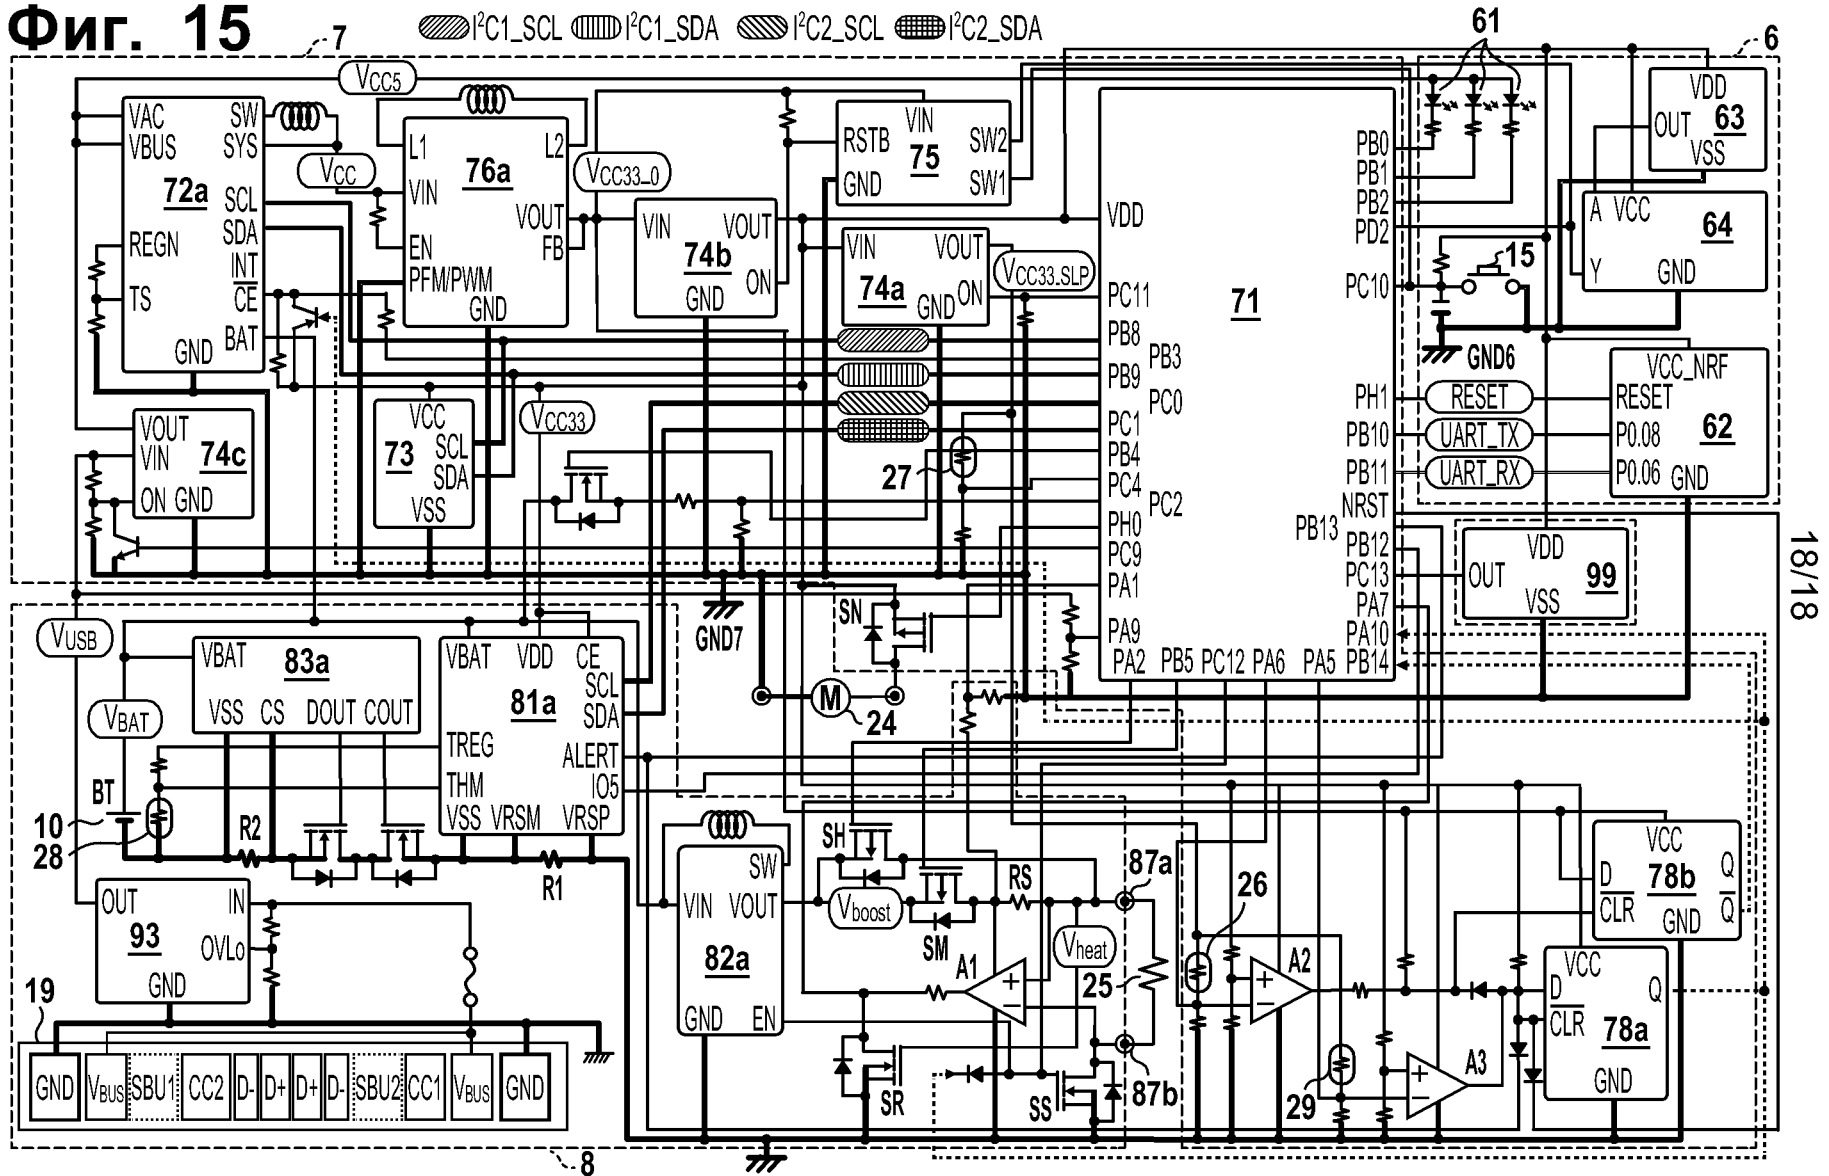 Фиг. 15
I²C1_SCL I²C1_SDA I²C2_SCL I²C2_SDA
7
61
6
VCC5
VAC
VBUS
SW
SYS
72a
SCL
SDA
REGN
INT
TS
CE
BAT
GND
VCC
L1
L2
76a
VIN
VOUT
EN
FB
PFM/PWM
GND
VCC33_0
VIN
RSTB
75
SW2
GND
SW1
VIN
VOUT
74b
ON
GND
VIN
VOUT
74a
GND
ON
VCC33_SLP
71
VDD
PC11
PB8
PB3
PB9
PC0
PC1
PB4
PC4
PC2
PH0
PC9
PA1
PA9
PA2
PB5
PC12
PA6
PA5
PB0
PB1
PB2
PD2
PC10
PH1
PB10
PB11
NRST
PB13
PB12
PC13
PA7
PA10
PB14
VDD
OUT
63
VSS
A
VCC
64
Y
GND
15
GND6
VCC_NRF
RESET
RESET
UART_TX
P0.08
62
UART_RX
P0.06
GND
VDD
OUT
99
VSS
18/18
VOUT
VIN
74c
ON
GND
VCC
73
SCL
SDA
VSS
VCC33
27
GND7
SN
M
24
VUSB
VBAT
83a
VSS
CS
DOUT
COUT
VBAT
BT
10
28
R2
R1
VBAT
VDD
CE
81a
SCL
SDA
TREG
ALERT
THM
IO5
VSS
VRSM
VRSP
OUT
IN
93
OVLo
GND
19
GND
VBUS
SBU1
CC2
D-
D+
D+
D-
SBU2
CC1
VBUS
GND
8
SW
VIN
VOUT
82a
GND
EN
SH
Vboost
SM
RS
A1
+
−
Vheat
87a
25
87b
SR
SS
26
A2
+
−
29
A3
+
−
VCC
D
Q
78b
CLR
GND
Q
VCC
D
Q
CLR
78a
GND